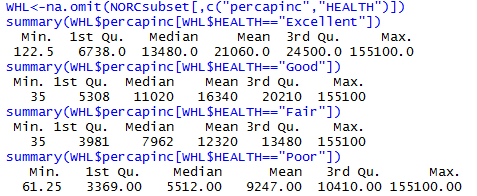 WHL<-na.omit(NORCsubset[,c("percapinc","HEALTH")])
summary(WHL$percapinc[WHL$HEALTH=="Excellent"])
Min. 1st Qu. Median Mean 3rd Qu. Max.
122.5 6738.0 13480.0 21060.0 24500.0 155100.0
summary(WHL$percapinc[WHL$HEALTH=="Good"])
Min. 1st Qu. Median Mean 3rd Qu. Max.
35 5308 11020 16340 20210 155100
summary(WHL$percapinc[WHL$HEALTH=="Fair"])
Min. 1st Qu. Median Mean 3rd Qu. Max.
35 3981 7962 12320 13480 155100
summary(WHL$percapinc[WHL$HEALTH=="Poor"])
Min. 1st Qu. Median Mean 3rd Qu. Max.
61.25 3369.00 5512.00 9247.00 10410.00 155100.00